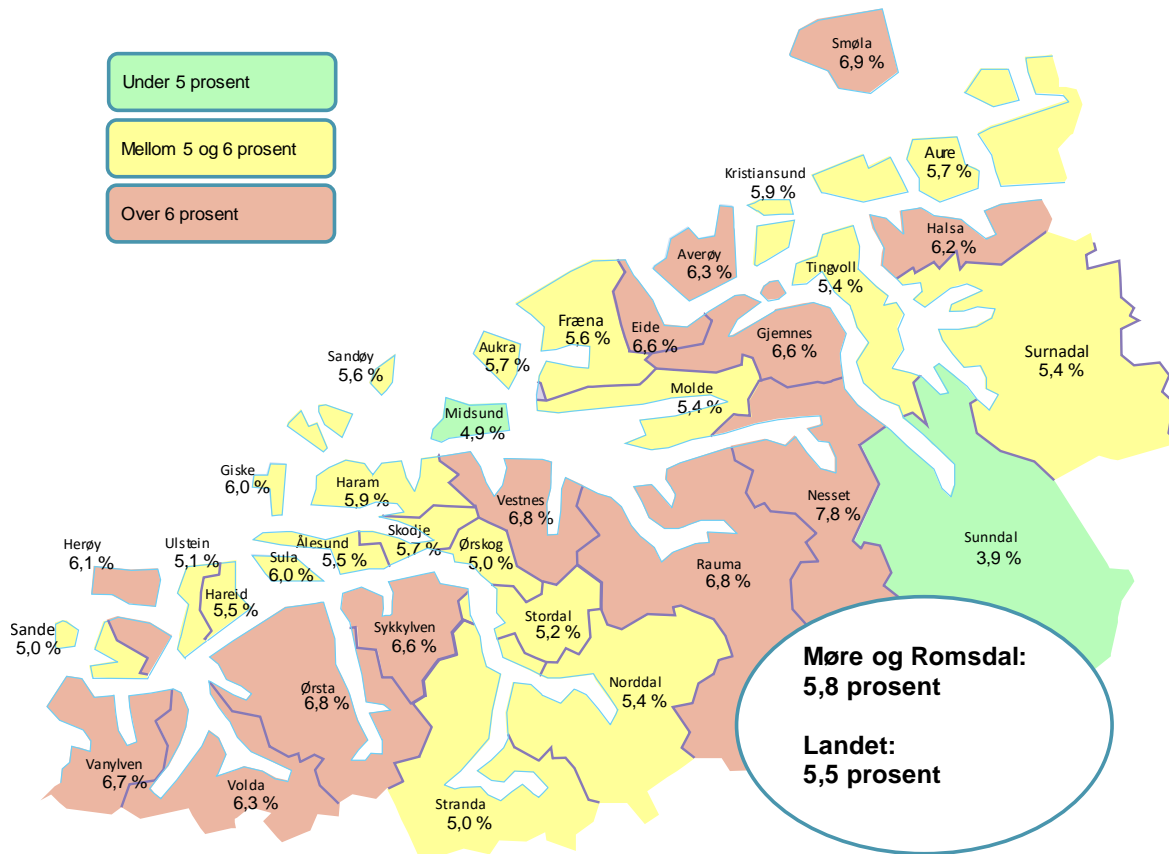 Under 5 prosent
Mellom 5 og 6 prosent
Over 6 prosent
Smøla
6,9 %
Aure
5,7 %
Kristiansund
5,9 %
Halsa
6,2 %
Averøy
6,3 %
Tingvoll
5,4 %
Fræna
5,6 %
Eide
6,6 %
Gjemnes
6,6 %
Surnadal
5,4 %
Sandøy
5,6 %
Aukra
5,7 %
Molde
5,4 %
Midsund
4,9 %
Giske
6,0 %
Haram
5,9 %
Vestnes
6,8 %
Nesset
7,8 %
Sunndal
3,9 %
Herøy
6,1 %
Ulstein
5,1 %
Ålesund
5,5 %
Skodje
5,7 %
Ørskog
5,0 %
Sula
6,0 %
Rauma
6,8 %
Hareid
5,5 %
Sande
5,0 %
Sykkylven
6,6 %
Stordal
5,2 %
Ørsta
6,8 %
Norddal
5,4 %
Vanylven
6,7 %
Volda
6,3 %
Stranda
5,0 %
Møre og Romsdal:
5,8 prosent
Landet:
5,5 prosent